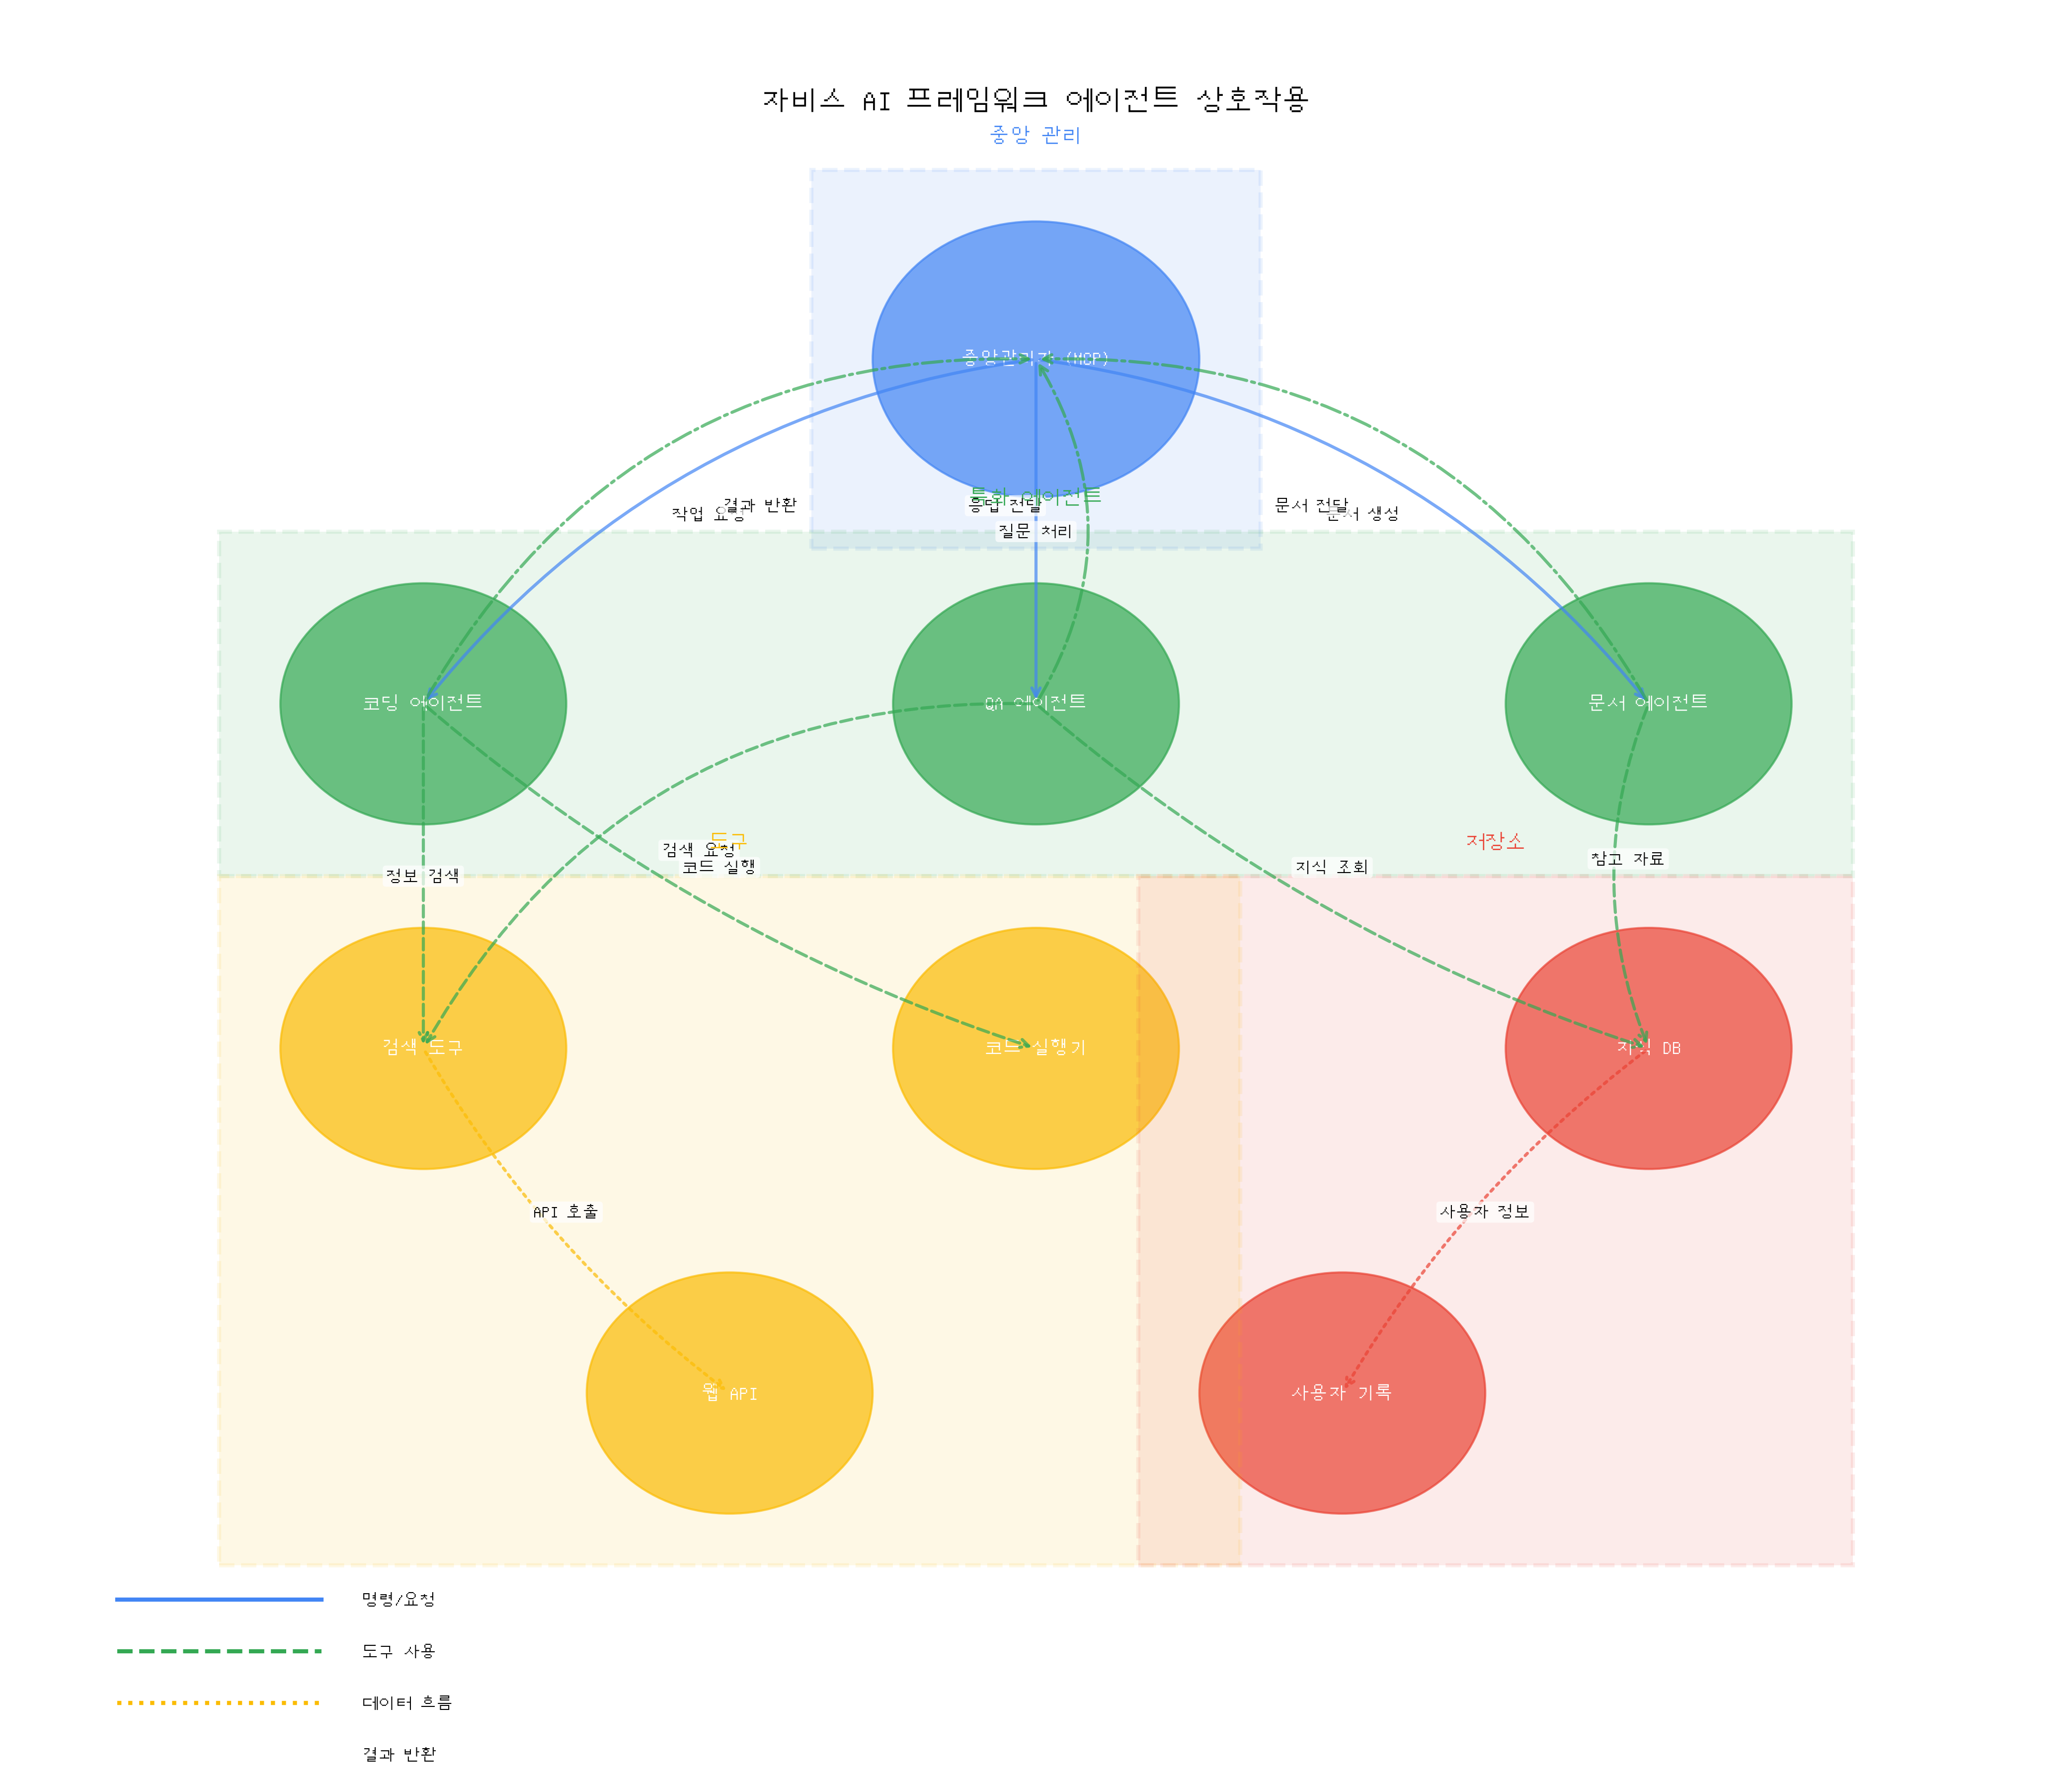 자비스 AI 프레임워크 에이전트 상호작용
중앙 관리
중앙관리자 (MCP)
특화 에이전트
작업 요청
결과 반환
응답 전달
질문 처리
문서 전달
문서 생성
코딩 에이전트
QA 에이전트
문서 에이전트
도구
저장소
검색 요청
코드 실행
정보 검색
지식 조회
참고 자료
검색 도구
코드 실행기
지식 DB
API 호출
사용자 정보
웹 API
사용자 기록
명령/요청
도구 사용
데이터 흐름
결과 반환